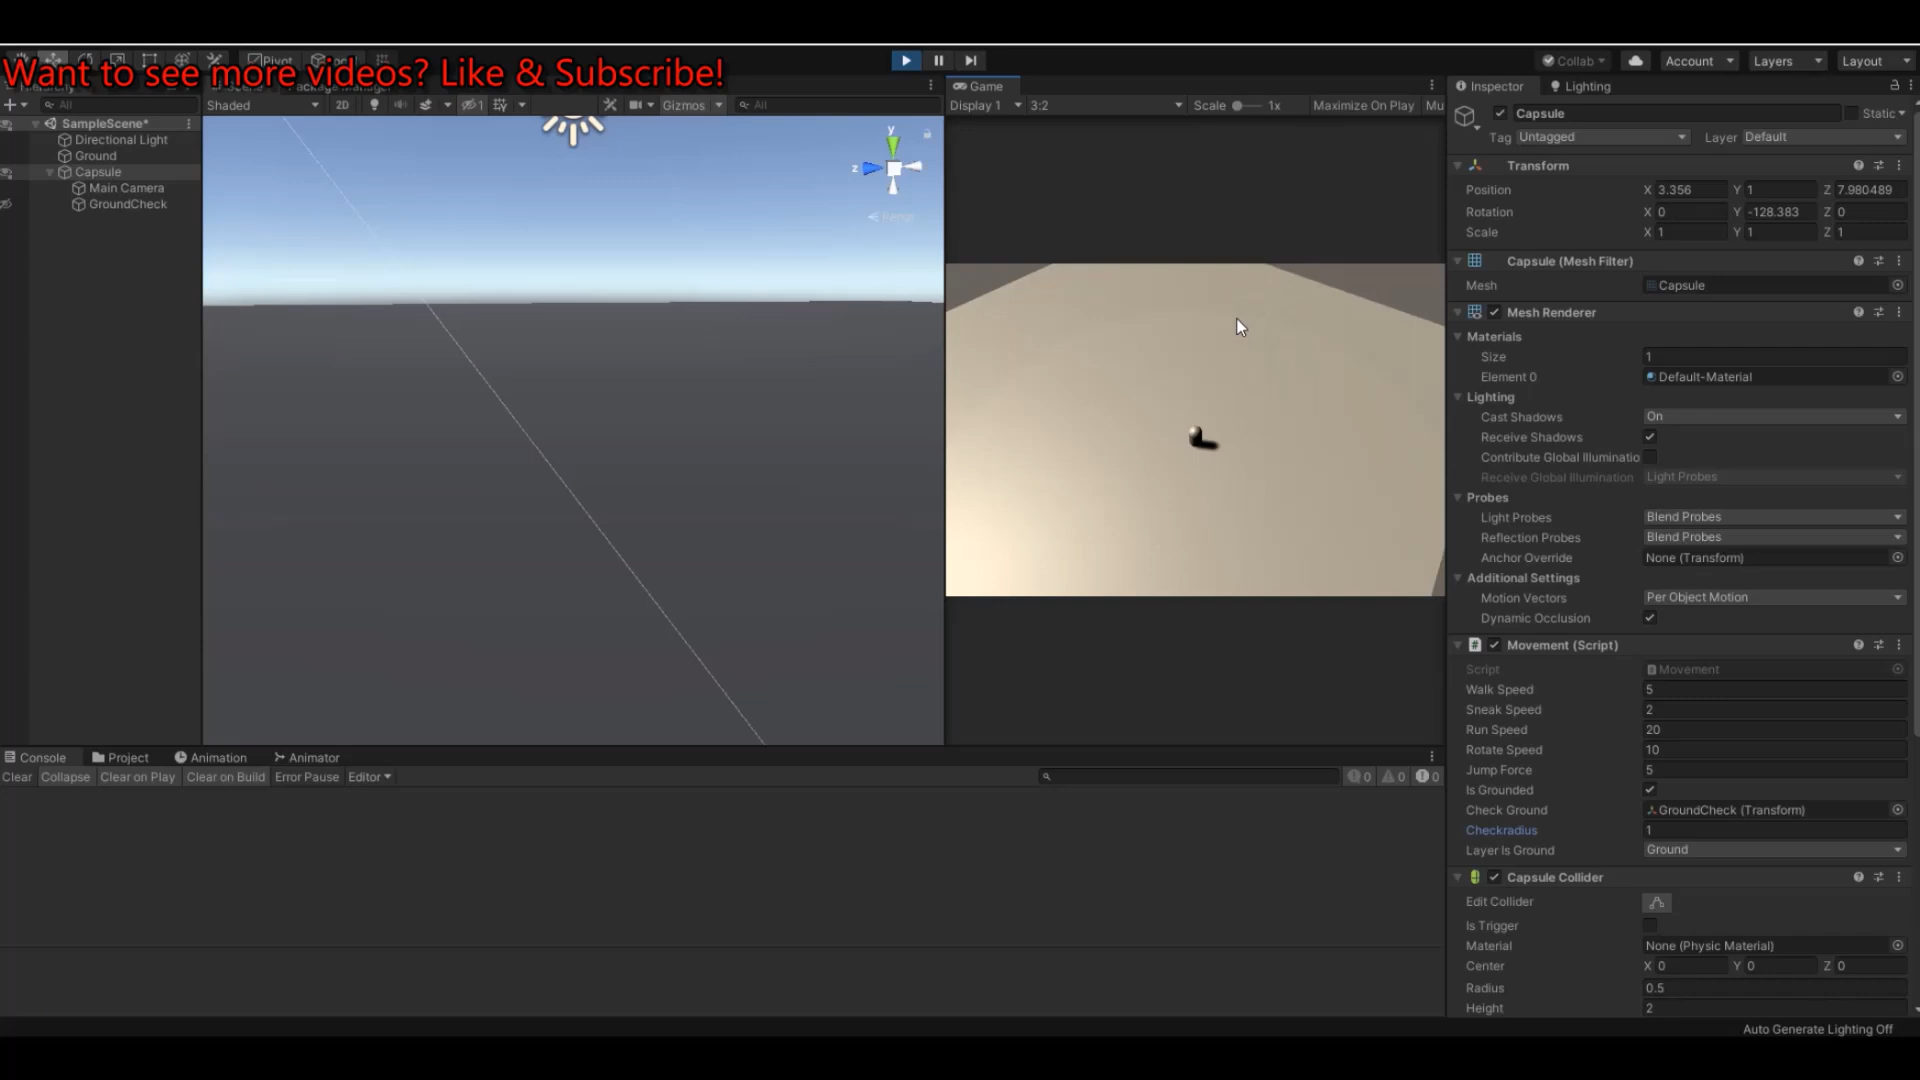 Want to see more videos? Like & Subscribe!
Collab
Account
Layers
Layout
All
Shaded
2D
1
Gizmos
All
Game
Display 1
3:2
Scale
1x
Maximize On Play
Mu
Inspector
Lighting
SampleScene*
Directional Light
Ground
Capsule
Main Camera
GroundCheck
y
z
Persp
Capsule
Static
Tag Untagged
Layer Default
Transform
Position X 3.356 Y 1 Z 7.980489
Rotation X 0 Y -128.383 Z 0
Scale X 1 Y 1 Z 1
Capsule (Mesh Filter)
Mesh Capsule
Mesh Renderer
Materials
Size 1
Element 0 Default-Material
Lighting
Cast Shadows On
Receive Shadows
Contribute Global Illuminatio
Receive Global Illumination Light Probes
Probes
Light Probes Blend Probes
Reflection Probes Blend Probes
Anchor Override None (Transform)
Additional Settings
Motion Vectors Per Object Motion
Dynamic Occlusion
Movement (Script)
Script Movement
Walk Speed 5
Sneak Speed 2
Run Speed 20
Rotate Speed 10
Jump Force 5
Is Grounded
Check Ground GroundCheck (Transform)
Checkradius 1
Layer Is Ground Ground
Capsule Collider
Edit Collider
Is Trigger
Material None (Physic Material)
Center X 0 Y 0 Z 0
Radius 0.5
Height 2
Console
Project
Animation
Animator
Clear
Collapse
Clear on Play
Clear on Build
Error Pause
Editor
0
0
0
Auto Generate Lighting Off